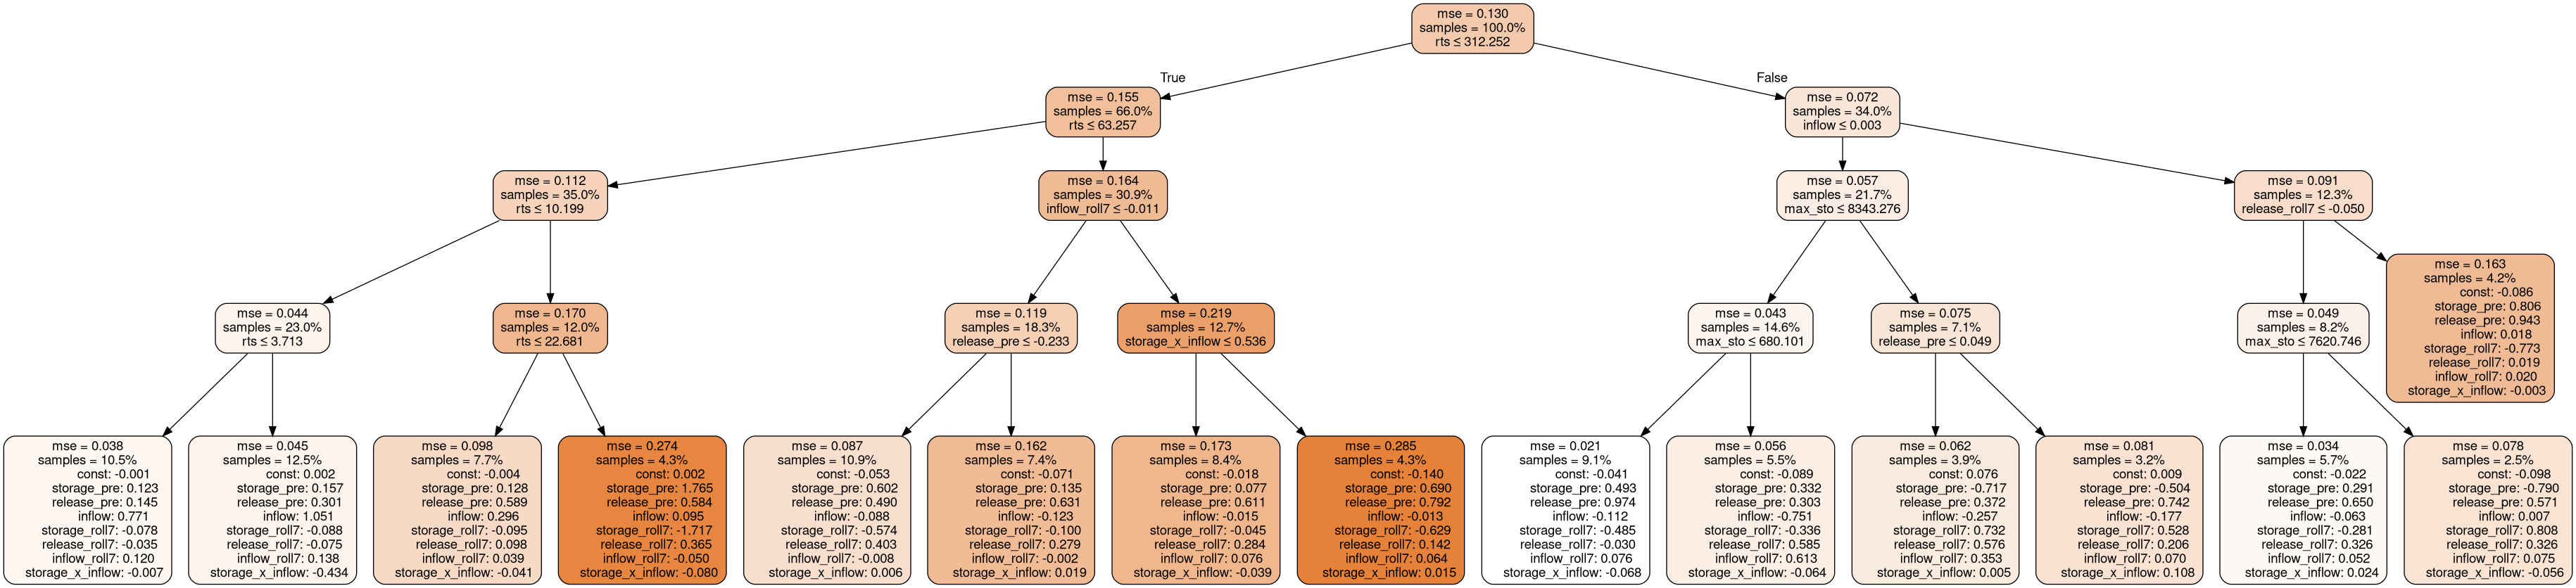 mse = 0.130
samples = 100.0%
rts ≤ 312.252
True
False
mse = 0.155
samples = 66.0%
rts ≤ 63.257
mse = 0.072
samples = 34.0%
inflow ≤ 0.003
mse = 0.112
samples = 35.0%
rts ≤ 10.199
mse = 0.164
samples = 30.9%
inflow_roll7 ≤ -0.011
mse = 0.057
samples = 21.7%
max_sto ≤ 8343.276
mse = 0.091
samples = 12.3%
release_roll7 ≤ -0.050
mse = 0.044
samples = 23.0%
rts ≤ 3.713
mse = 0.170
samples = 12.0%
rts ≤ 22.681
mse = 0.119
samples = 18.3%
release_pre ≤ -0.233
mse = 0.219
samples = 12.7%
storage_x_inflow ≤ 0.536
mse = 0.043
samples = 14.6%
max_sto ≤ 680.101
mse = 0.075
samples = 7.1%
release_pre ≤ 0.049
mse = 0.049
samples = 8.2%
max_sto ≤ 7620.746
mse = 0.163
samples = 4.2%
const: -0.086
storage_pre: 0.806
release_pre: 0.943
inflow: 0.018
storage_roll7: -0.773
release_roll7: 0.019
inflow_roll7: 0.020
storage_x_inflow: -0.003
mse = 0.038
samples = 10.5%
const: -0.001
storage_pre: 0.123
release_pre: 0.145
inflow: 0.771
storage_roll7: -0.078
release_roll7: -0.035
inflow_roll7: 0.120
storage_x_inflow: -0.007
mse = 0.045
samples = 12.5%
const: 0.002
storage_pre: 0.157
release_pre: 0.301
inflow: 1.051
storage_roll7: -0.088
release_roll7: -0.075
inflow_roll7: 0.138
storage_x_inflow: -0.434
mse = 0.098
samples = 7.7%
const: -0.004
storage_pre: 0.128
release_pre: 0.589
inflow: 0.296
storage_roll7: -0.095
release_roll7: 0.098
inflow_roll7: 0.039
storage_x_inflow: -0.041
mse = 0.274
samples = 4.3%
const: 0.002
storage_pre: 1.765
release_pre: 0.584
inflow: 0.095
storage_roll7: -1.717
release_roll7: 0.365
inflow_roll7: -0.050
storage_x_inflow: -0.080
mse = 0.087
samples = 10.9%
const: -0.053
storage_pre: 0.602
release_pre: 0.490
inflow: -0.088
storage_roll7: -0.574
release_roll7: 0.403
inflow_roll7: -0.008
storage_x_inflow: 0.006
mse = 0.162
samples = 7.4%
const: -0.071
storage_pre: 0.135
release_pre: 0.631
inflow: -0.123
storage_roll7: -0.100
release_roll7: 0.279
inflow_roll7: -0.002
storage_x_inflow: 0.019
mse = 0.173
samples = 8.4%
const: -0.018
storage_pre: 0.077
release_pre: 0.611
inflow: -0.015
storage_roll7: -0.045
release_roll7: 0.284
inflow_roll7: 0.076
storage_x_inflow: -0.039
mse = 0.285
samples = 4.3%
const: -0.140
storage_pre: 0.690
release_pre: 0.792
inflow: -0.013
storage_roll7: -0.629
release_roll7: 0.142
inflow_roll7: 0.064
storage_x_inflow: 0.015
mse = 0.021
samples = 9.1%
const: -0.041
storage_pre: 0.493
release_pre: 0.974
inflow: -0.112
storage_roll7: -0.485
release_roll7: -0.030
inflow_roll7: 0.076
storage_x_inflow: -0.068
mse = 0.056
samples = 5.5%
const: -0.089
storage_pre: 0.332
release_pre: 0.303
inflow: -0.751
storage_roll7: -0.336
release_roll7: 0.585
inflow_roll7: 0.613
storage_x_inflow: -0.064
mse = 0.062
samples = 3.9%
const: 0.076
storage_pre: -0.717
release_pre: 0.372
inflow: -0.257
storage_roll7: 0.732
release_roll7: 0.576
inflow_roll7: 0.353
storage_x_inflow: 0.005
mse = 0.081
samples = 3.2%
const: 0.009
storage_pre: -0.504
release_pre: 0.742
inflow: -0.177
storage_roll7: 0.528
release_roll7: 0.206
inflow_roll7: 0.070
storage_x_inflow: 0.108
mse = 0.034
samples = 5.7%
const: -0.022
storage_pre: 0.291
release_pre: 0.650
inflow: -0.063
storage_roll7: -0.281
release_roll7: 0.326
inflow_roll7: 0.052
storage_x_inflow: 0.024
mse = 0.078
samples = 2.5%
const: -0.098
storage_pre: -0.790
release_pre: 0.571
inflow: 0.007
storage_roll7: 0.808
release_roll7: 0.326
inflow_roll7: 0.075
storage_x_inflow: -0.056